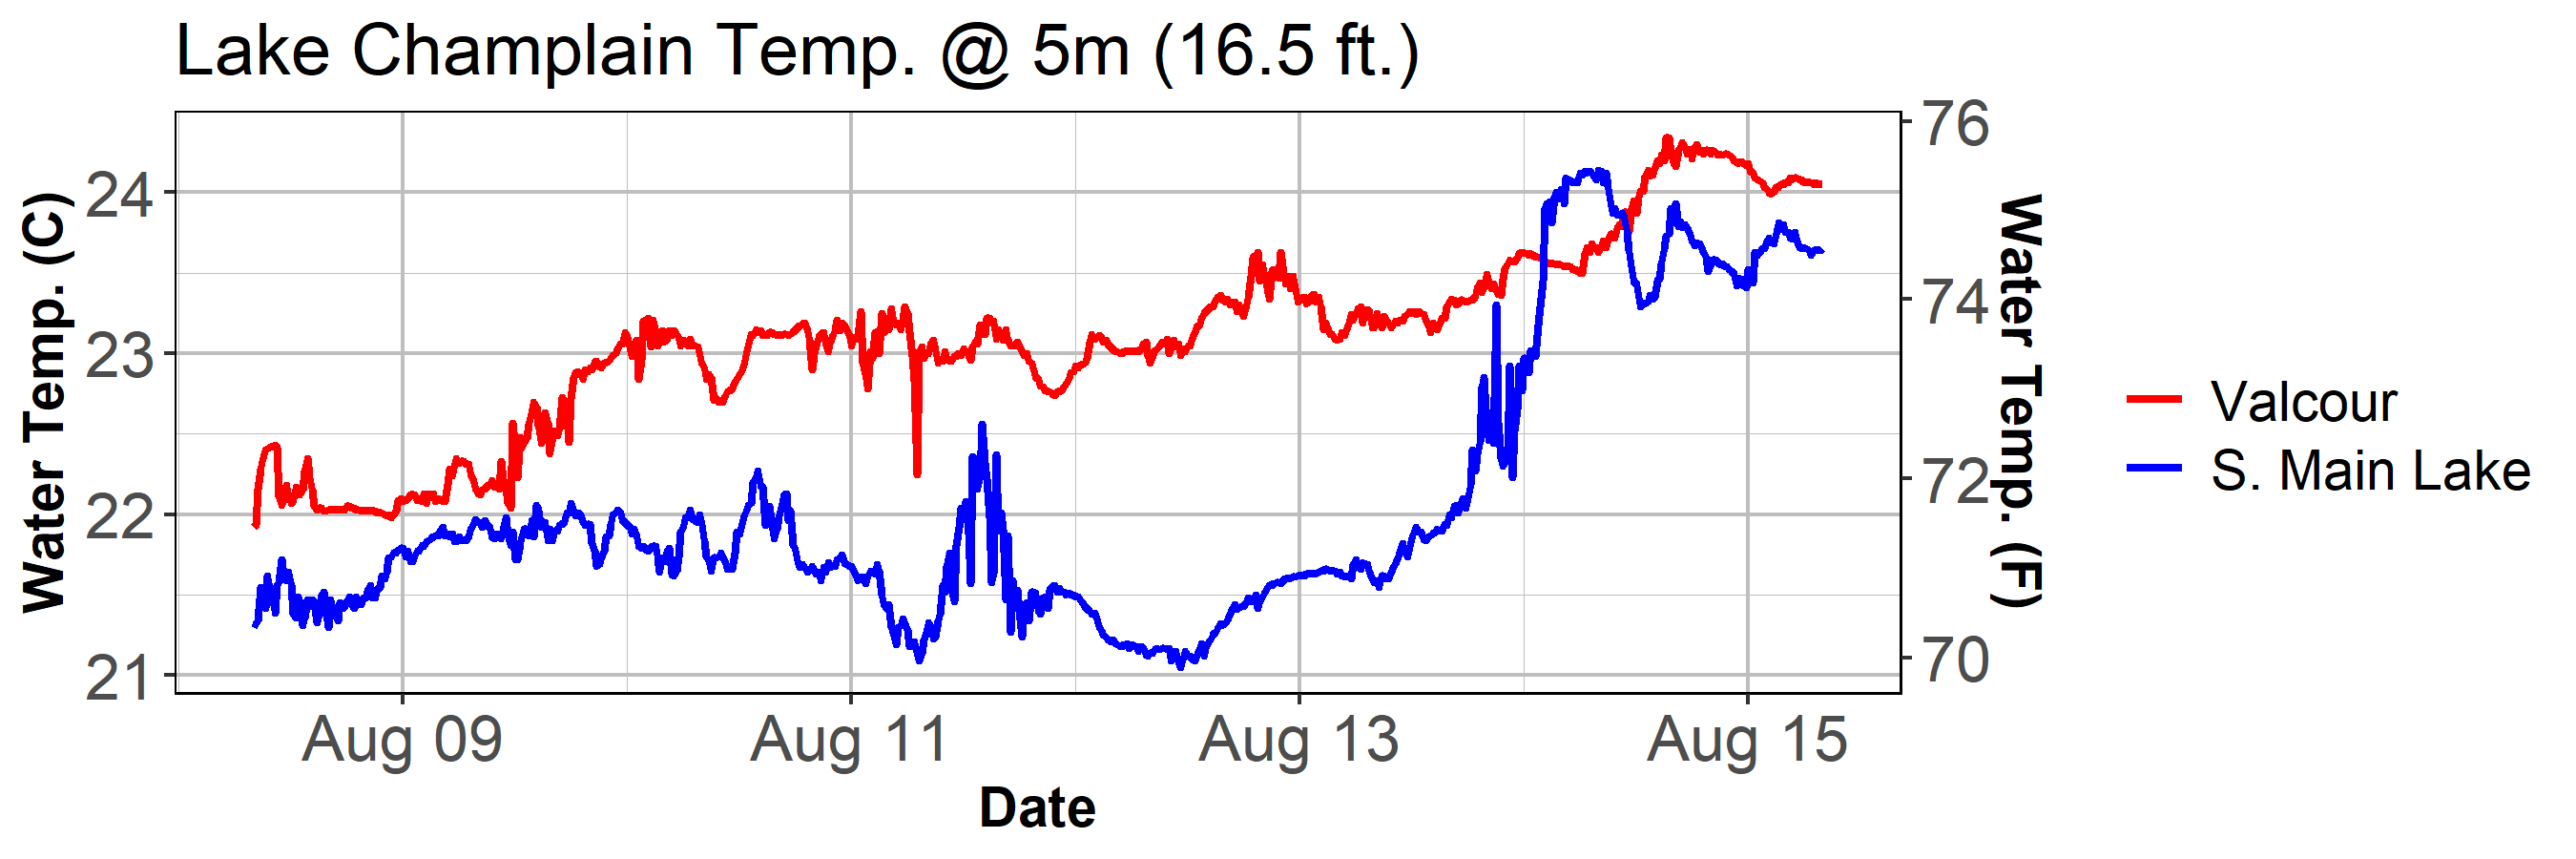 Lake Champlain Temp. @ 5m (16.5 ft.)
Water Temp. (C)
24
23
22
21
76
74
72
70
Water Temp. (F)
Aug 09
Aug 11
Aug 13
Aug 15
Date
Valcour
S. Main Lake